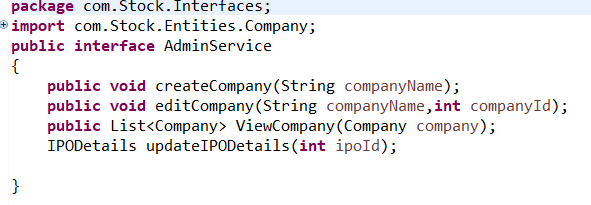 package com.Stock.Interfaces;
import com.Stock.Entities.Company;
public interface AdminService
{
public void createCompany(String companyName);
public void editCompany(String companyName,int companyId);
public List<Company> ViewCompany(Company company);
IPODetails updateIPODetails(int ipoId);
}